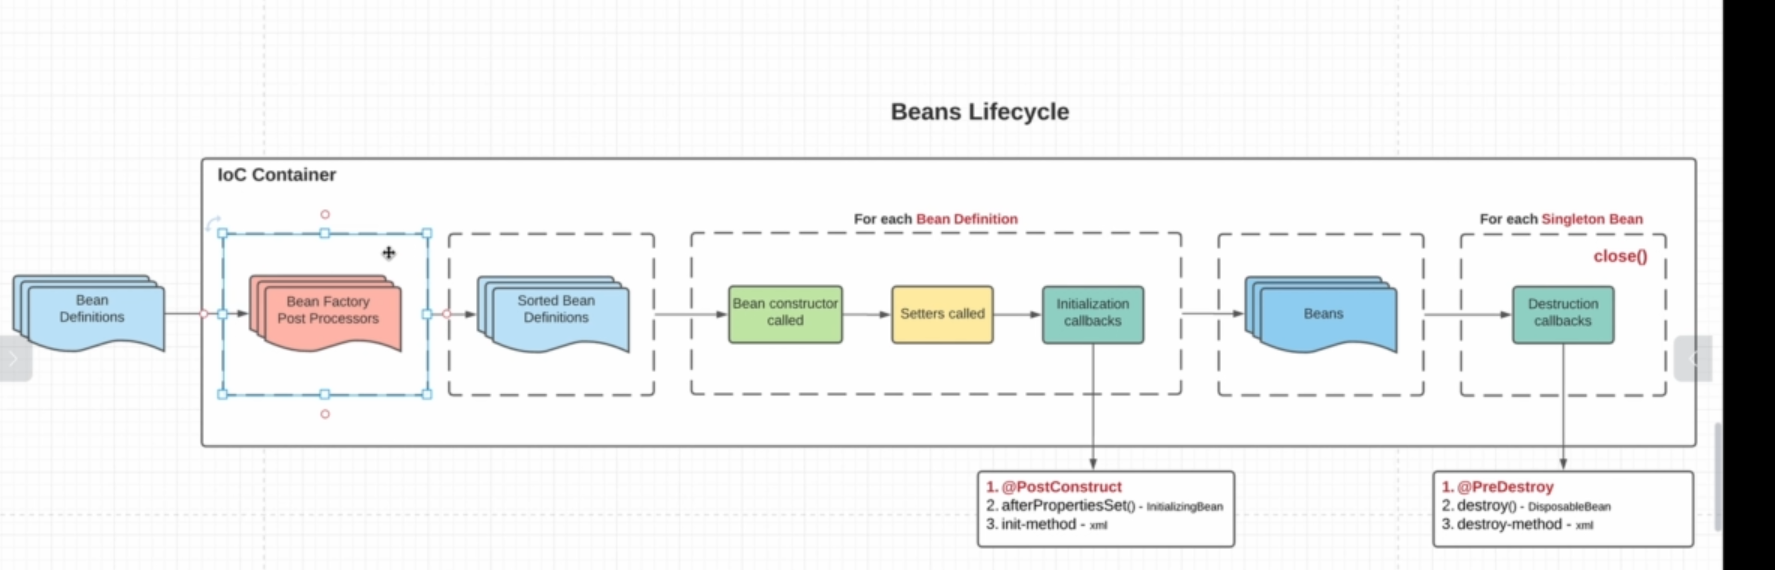 Beans Lifecycle
IoC Container
For each Bean Definition
For each Singleton Bean
close()
Bean
Definitions
Bean Factory
Post Processors
Sorted Bean
Definitions
Bean constructor
called
Setters called
Initialization
callbacks
Beans
Destruction
callbacks
1. @PostConstruct
2. afterPropertiesSet() - InitializingBean
3. init-method - xml
1. @PreDestroy
2. destroy() - DisposableBean
3. destroy-method - xml